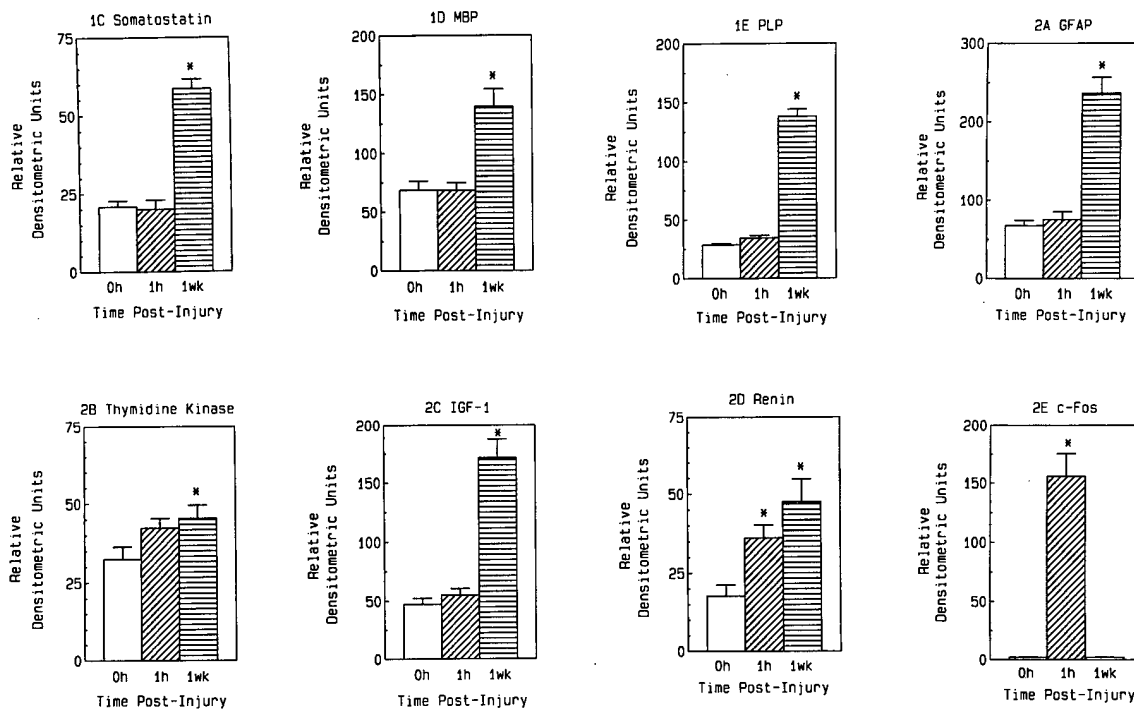 1C Somatostatin
75
50
25
0
*
0h 1h 1wk
Time Post-Injury
Relative
Densitometric Units
1D MBP
200
150
100
50
0
*
0h 1h 1wk
Time Post-Injury
Relative
Densitometric Units
1E PLP
200
150
100
50
0
*
0h 1h 1wk
Time Post-Injury
Relative
Densitometric Units
2A GFAP
300
200
100
0
*
0h 1h 1wk
Time Post-Injury
Relative
Densitometric Units
2B Thymidine Kinase
75
50
25
0
*
0h 1h 1wk
Time Post-Injury
Relative
Densitometric Units
2C IGF-1
200
150
100
50
0
*
0h 1h 1wk
Time Post-Injury
Relative
Densitometric Units
2D Renin
75
50
25
0
* *
0h 1h 1wk
Time Post-Injury
Relative
Densitometric Units
2E c-Fos
200
150
100
50
0
*
0h 1h 1wk
Time Post-Injury
Relative
Densitometric Units